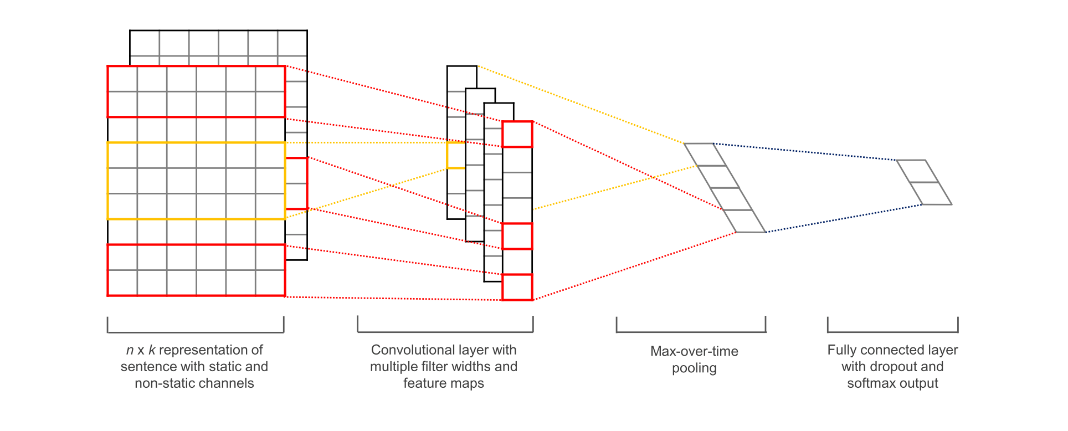 n x k representation of
sentence with static and
non-static channels
Convolutional layer with
multiple filter widths and
feature maps
Max-over-time
pooling
Fully connected layer
with dropout and
softmax output